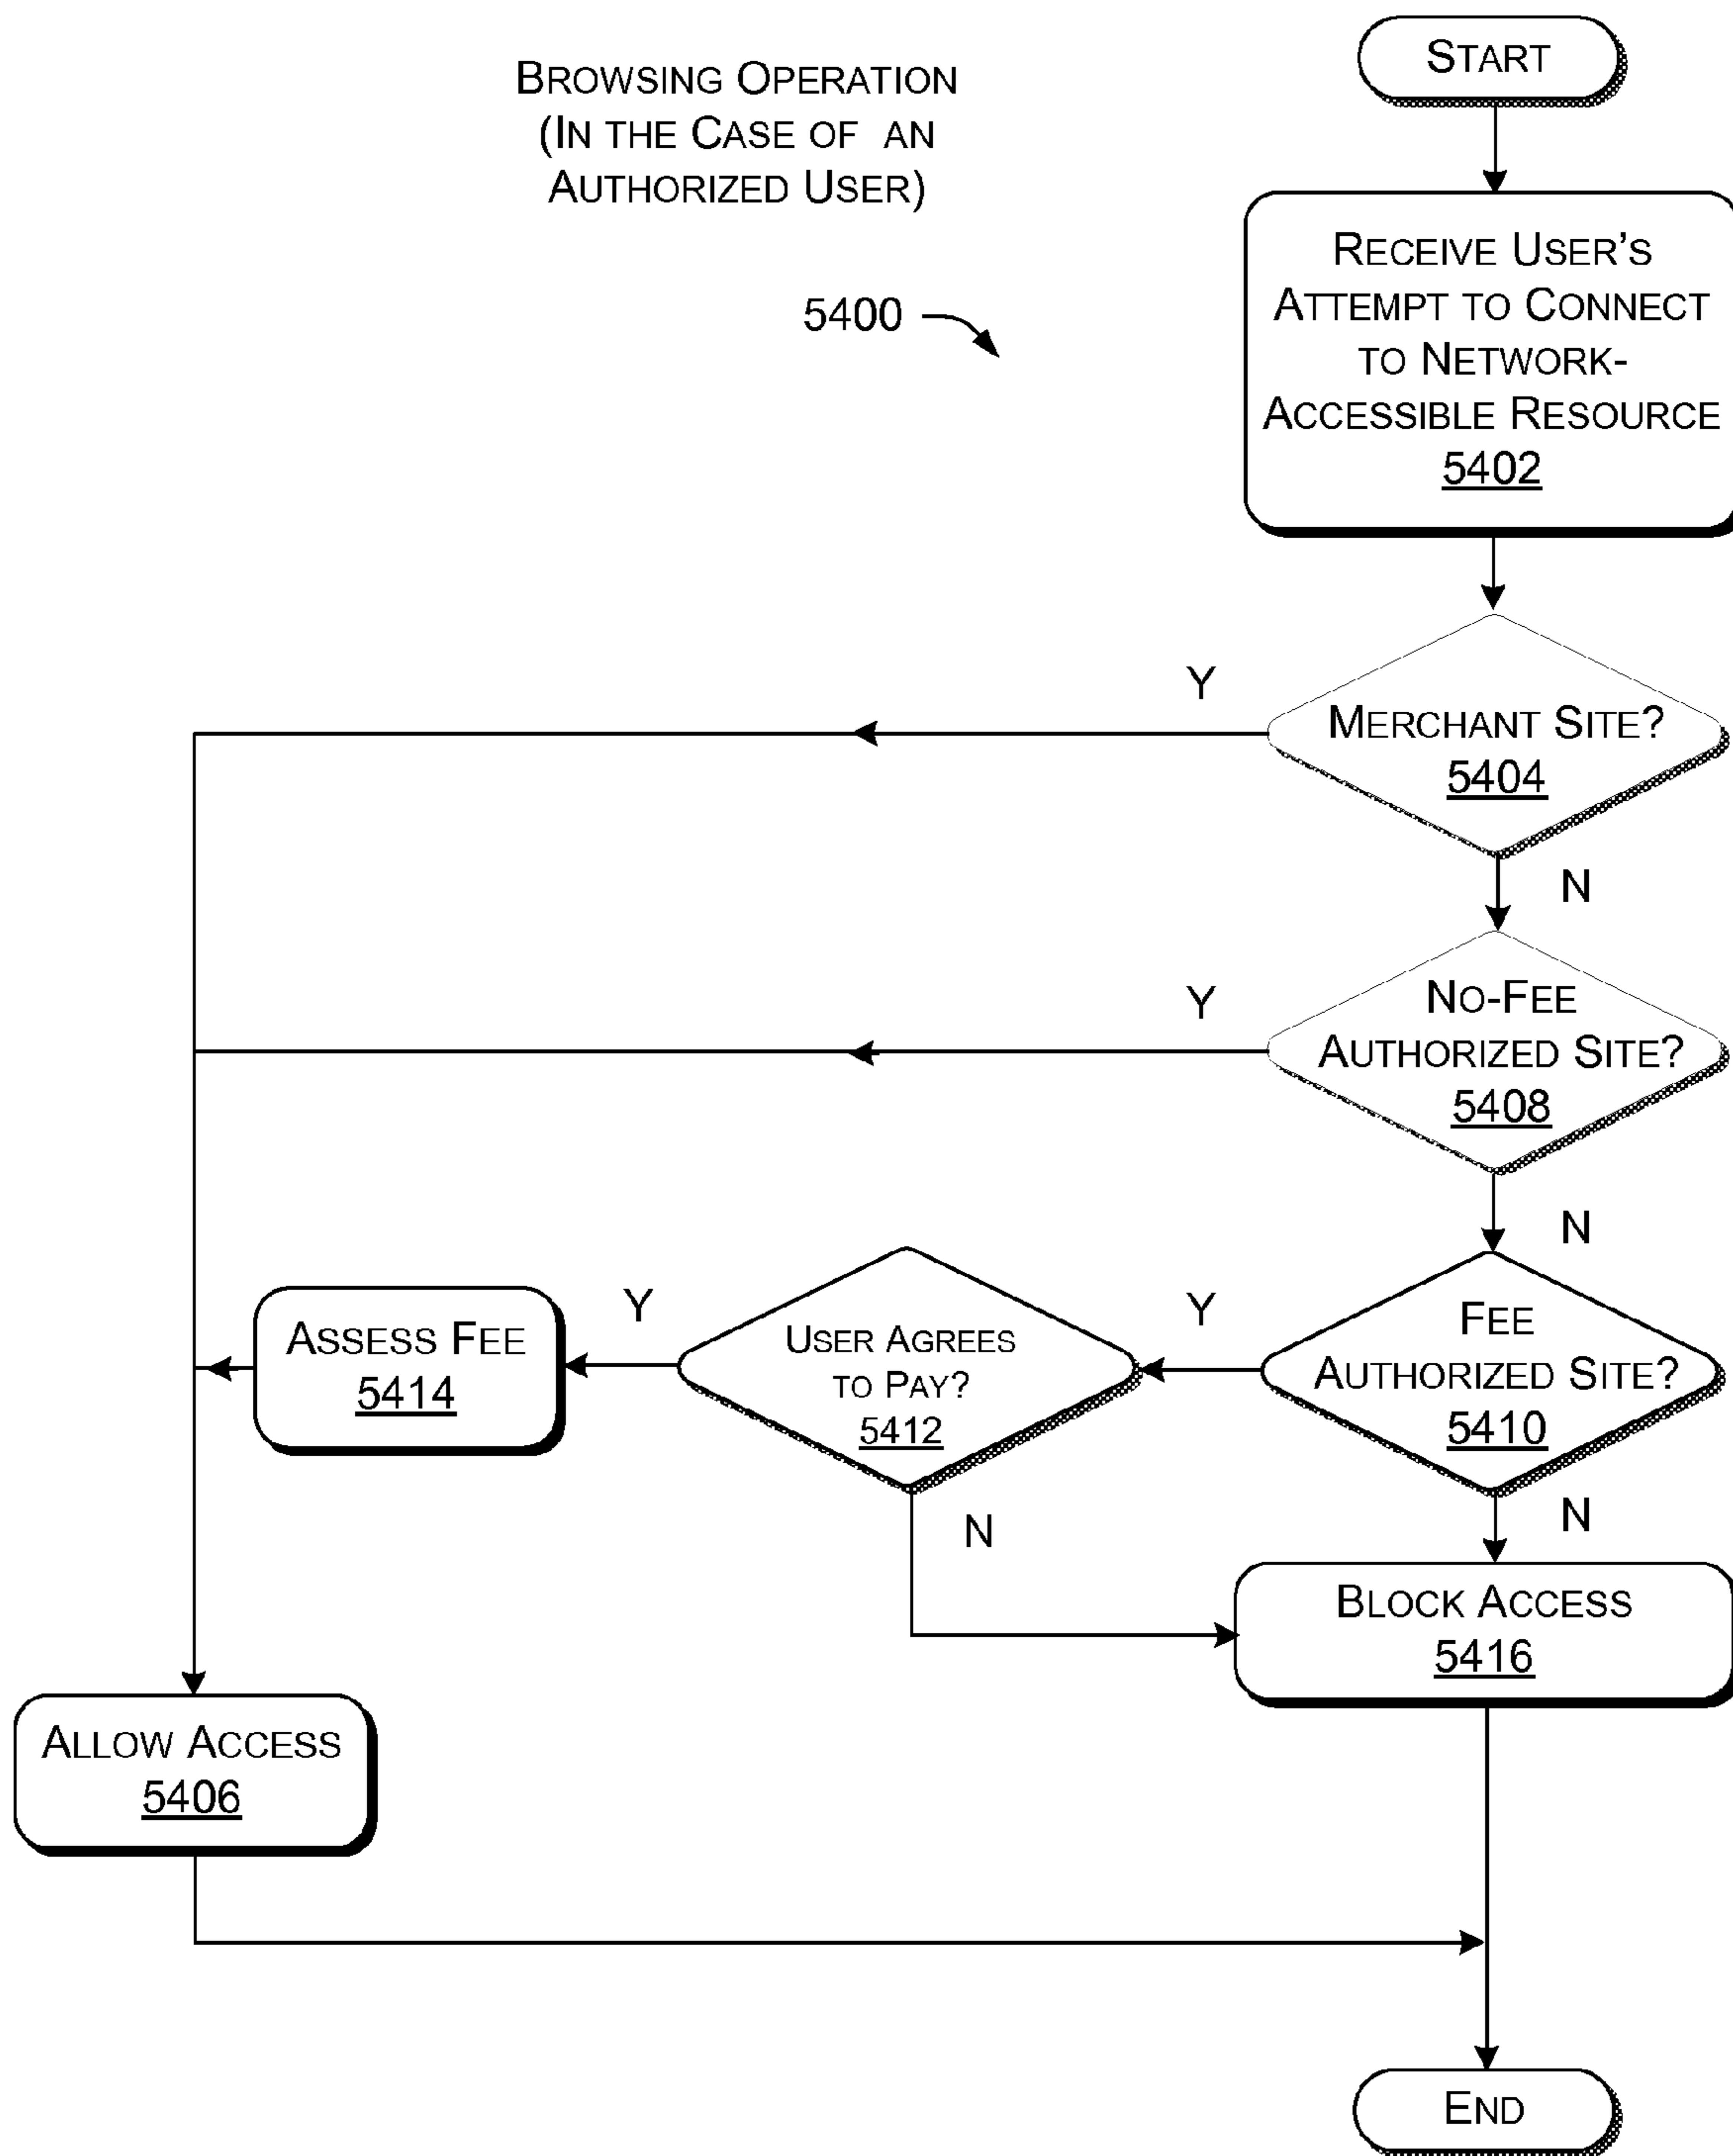 BROWSING OPERATION
(IN THE CASE OF AN
AUTHORIZED USER)
5400
START
RECEIVE USER'S
ATTEMPT TO CONNECT
TO NETWORK-
ACCESSIBLE RESOURCE
5402
Y
MERCHANT SITE?
5404
N
Y
NO-FEE
AUTHORIZED SITE?
5408
N
FEE
AUTHORIZED SITE?
5410
Y
N
USER AGREES
TO PAY?
5412
Y
N
ASSESS FEE
5414
BLOCK ACCESS
5416
ALLOW ACCESS
5406
END